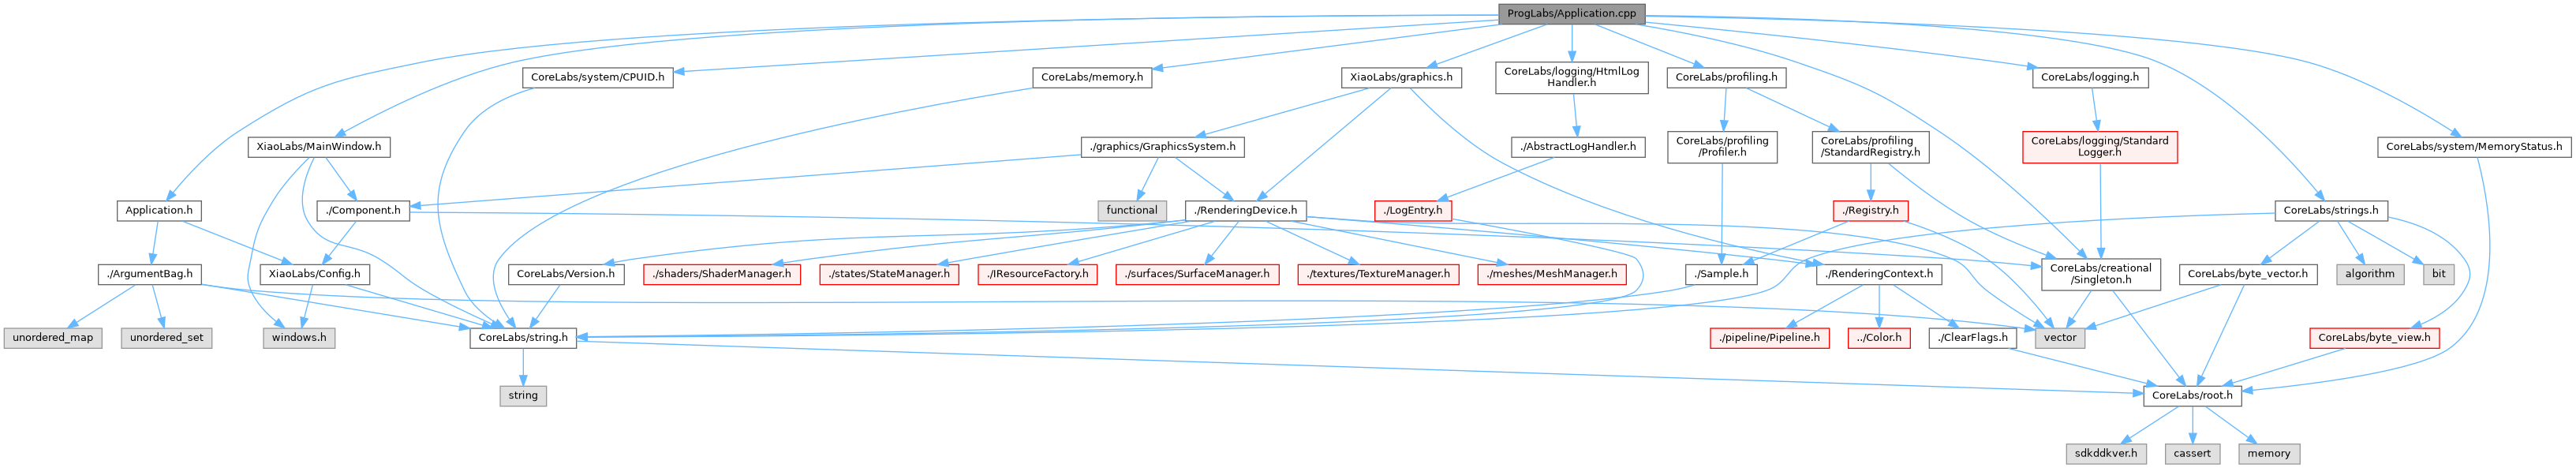 ProgLabs/Application.cpp
CoreLabs/system/CPUID.h
CoreLabs/memory.h
XiaoLabs/graphics.h
CoreLabs/logging/HtmlLog
Handler.h
CoreLabs/profiling.h
CoreLabs/logging.h
XiaoLabs/MainWindow.h
./graphics/GraphicsSystem.h
CoreLabs/profiling
/Profiler.h
./AbstractLogHandler.h
CoreLabs/profiling
/StandardRegistry.h
CoreLabs/logging/Standard
Logger.h
CoreLabs/system/MemoryStatus.h
Application.h
./Component.h
functional
./RenderingDevice.h
./LogEntry.h
./Registry.h
CoreLabs/strings.h
./ArgumentBag.h
XiaoLabs/Config.h
CoreLabs/Version.h
./shaders/ShaderManager.h
./states/StateManager.h
./IResourceFactory.h
./surfaces/SurfaceManager.h
./textures/TextureManager.h
./meshes/MeshManager.h
./Sample.h
./RenderingContext.h
CoreLabs/creational
/Singleton.h
CoreLabs/byte_vector.h
algorithm
bit
unordered_map
unordered_set
windows.h
CoreLabs/string.h
./pipeline/Pipeline.h
../Color.h
./ClearFlags.h
vector
CoreLabs/byte_view.h
string
CoreLabs/root.h
sdkddkver.h
cassert
memory